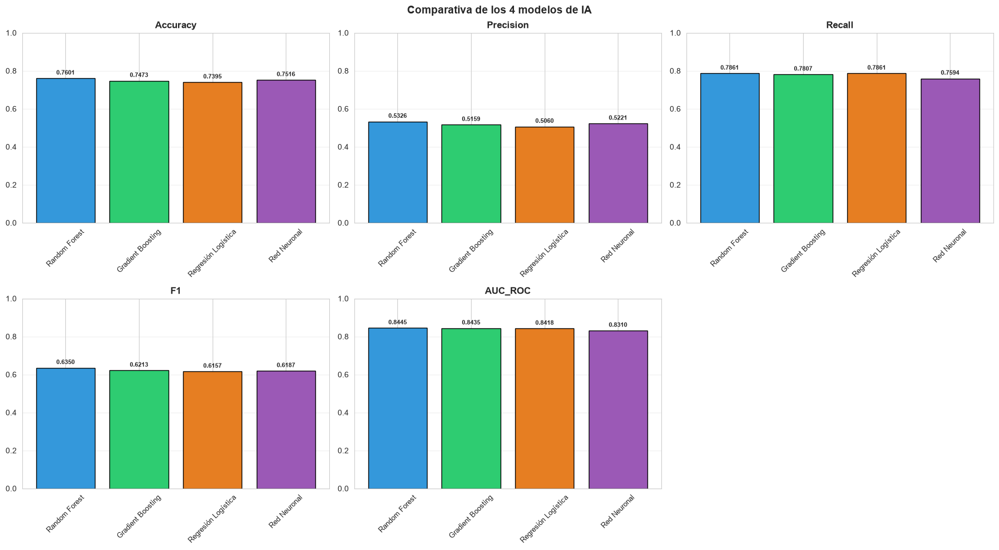 Comparativa de los 4 modelos de IA
Accuracy
1.0
0.8
0.6
0.4
0.2
0.0
0.7601
0.7473
0.7395
0.7516
Random Forest
Gradient Boosting
Regresión Logística
Red Neuronal
Precision
1.0
0.8
0.6
0.4
0.2
0.0
0.5326
0.5159
0.5060
0.5221
Random Forest
Gradient Boosting
Regresión Logística
Red Neuronal
Recall
1.0
0.8
0.6
0.4
0.2
0.0
0.7861
0.7807
0.7861
0.7594
Random Forest
Gradient Boosting
Regresión Logística
Red Neuronal
F1
1.0
0.8
0.6
0.4
0.2
0.0
0.6350
0.6213
0.6157
0.6187
Random Forest
Gradient Boosting
Regresión Logística
Red Neuronal
AUC_ROC
1.0
0.8
0.6
0.4
0.2
0.0
0.8445
0.8435
0.8418
0.8310
Random Forest
Gradient Boosting
Regresión Logística
Red Neuronal